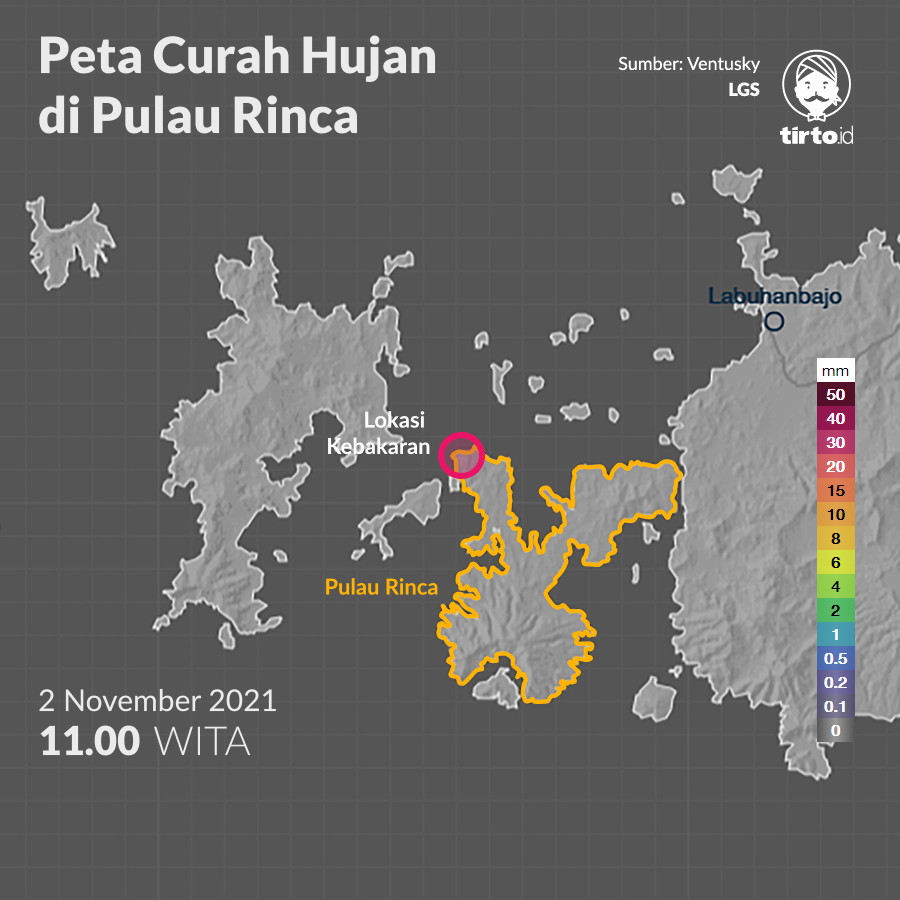 Peta Curah Hujan
di Pulau Rinca
Sumber: Ventusky
LGS
tirto.id
Labuhanbajo
mm
50
40
30
20
15
10
8
6
4
2
1
0.5
0.2
0.1
0
Lokasi
Kebakaran
Pulau Rinca
2 November 2021
11.00 WITA